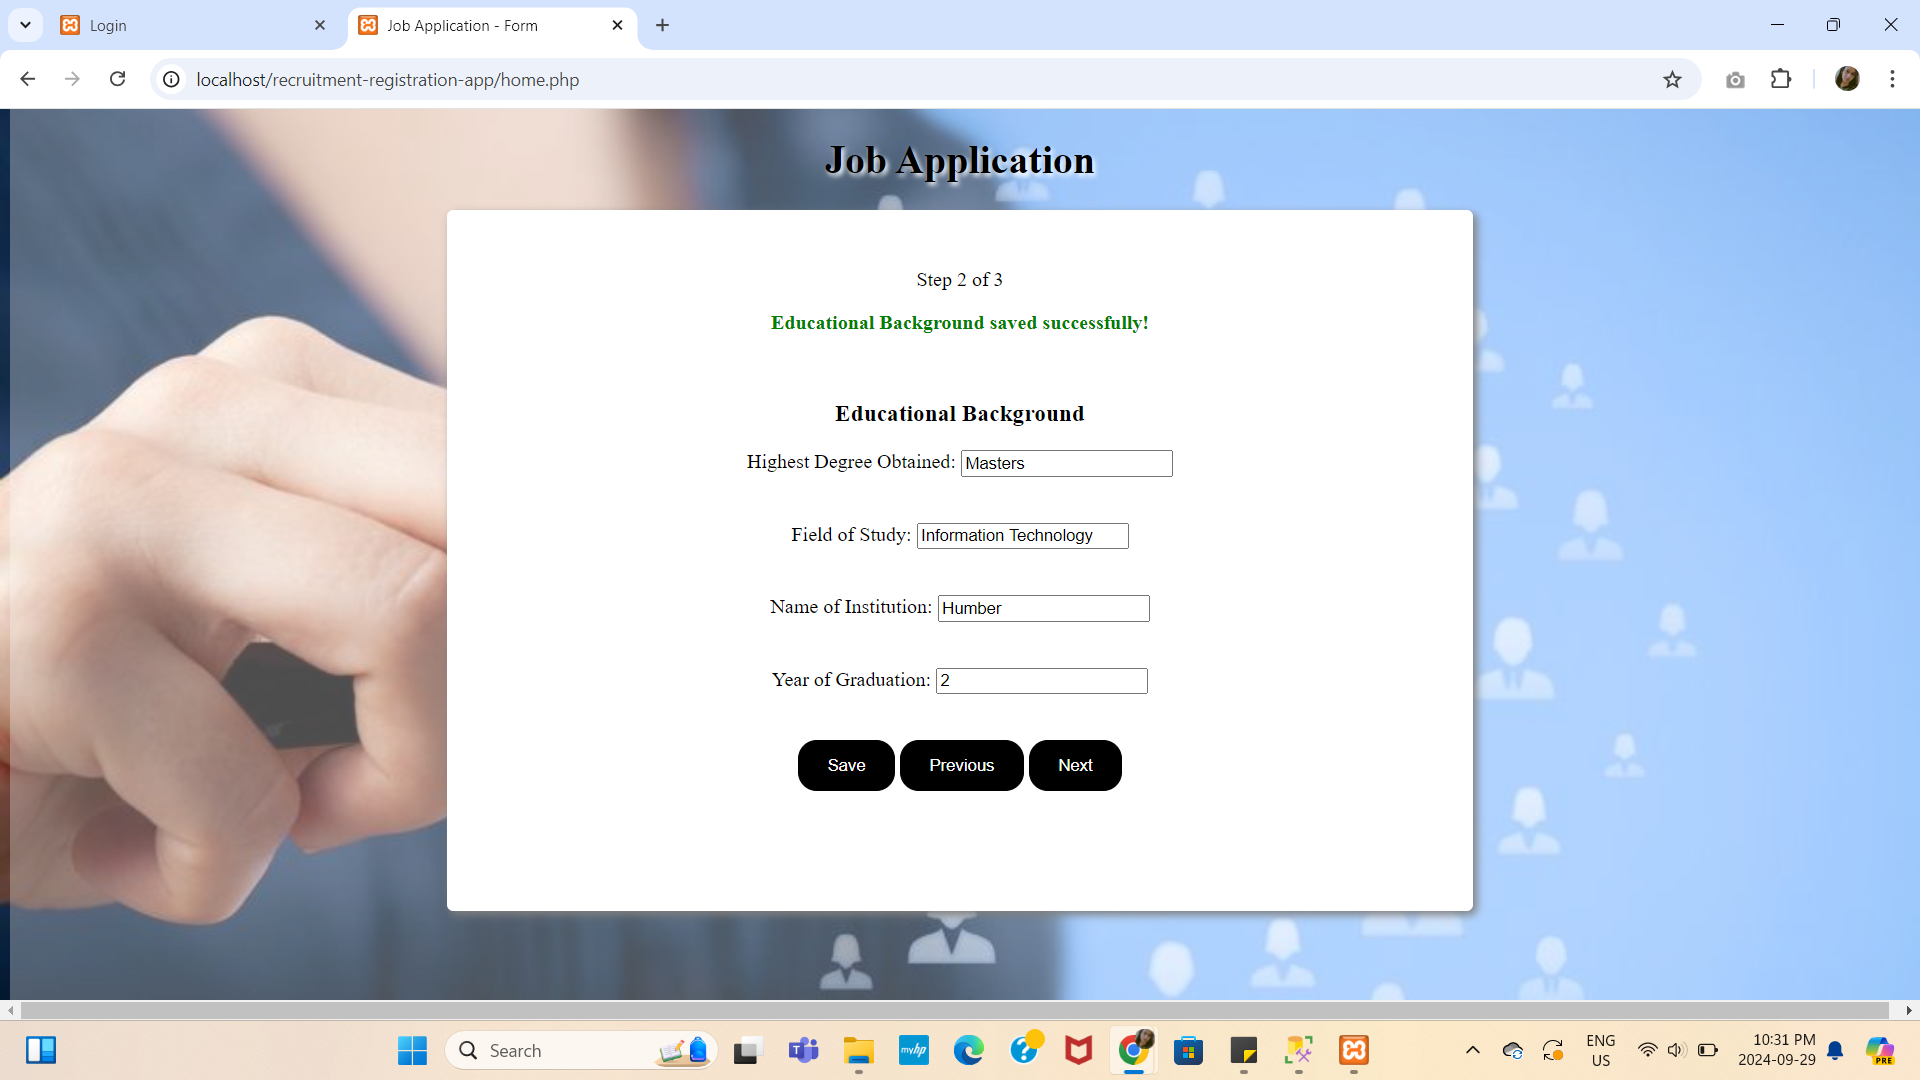 Login
Job Application - Form
localhost/recruitment-registration-app/home.php
Job Application
Step 2 of 3
Educational Background saved successfully!
Educational Background
Highest Degree Obtained: Masters
Field of Study: Information Technology
Name of Institution: Humber
Year of Graduation: 2
Save Previous Next
Search
myhp
ENG
US
10:31 PM
2024-09-29
PRE